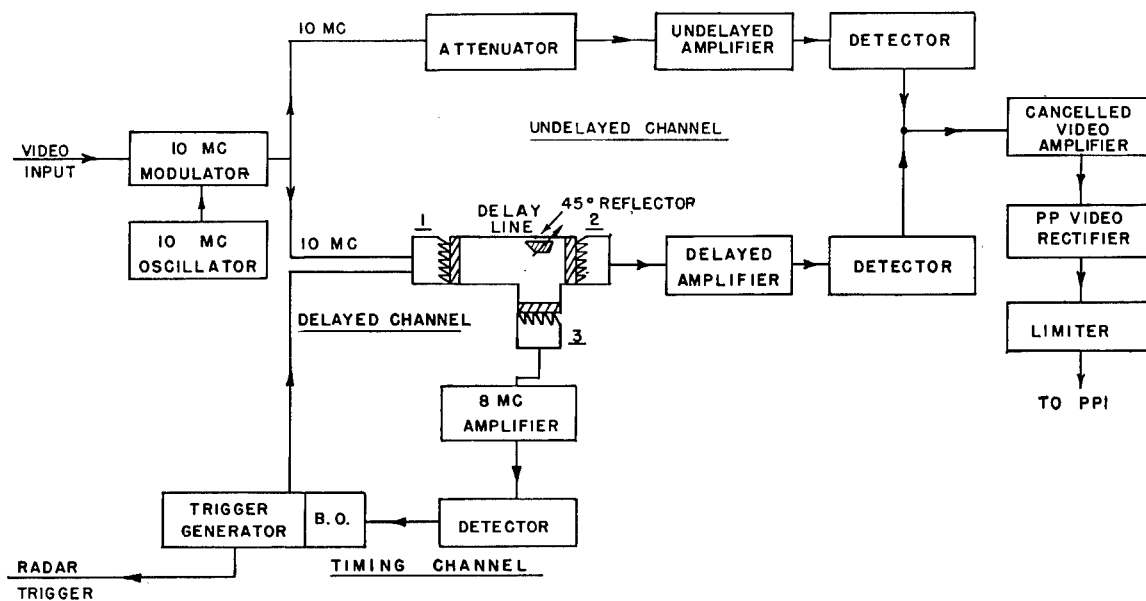 10 MC
ATTENUATOR
UNDELAYED
AMPLIFIER
DETECTOR
UNDELAYED CHANNEL
CANCELLED
VIDEO
AMPLIFIER
VIDEO
INPUT
10 MC
MODULATOR
10 MC
OSCILLATOR
10 MC
1
DELAY
LINE
45° REFLECTOR
2
DELAYED
AMPLIFIER
DETECTOR
PP VIDEO
RECTIFIER
DELAYED CHANNEL
3
LIMITER
8 MC
AMPLIFIER
TO PPI
TRIGGER
GENERATOR
B.O.
DETECTOR
TIMING CHANNEL
RADAR
TRIGGER